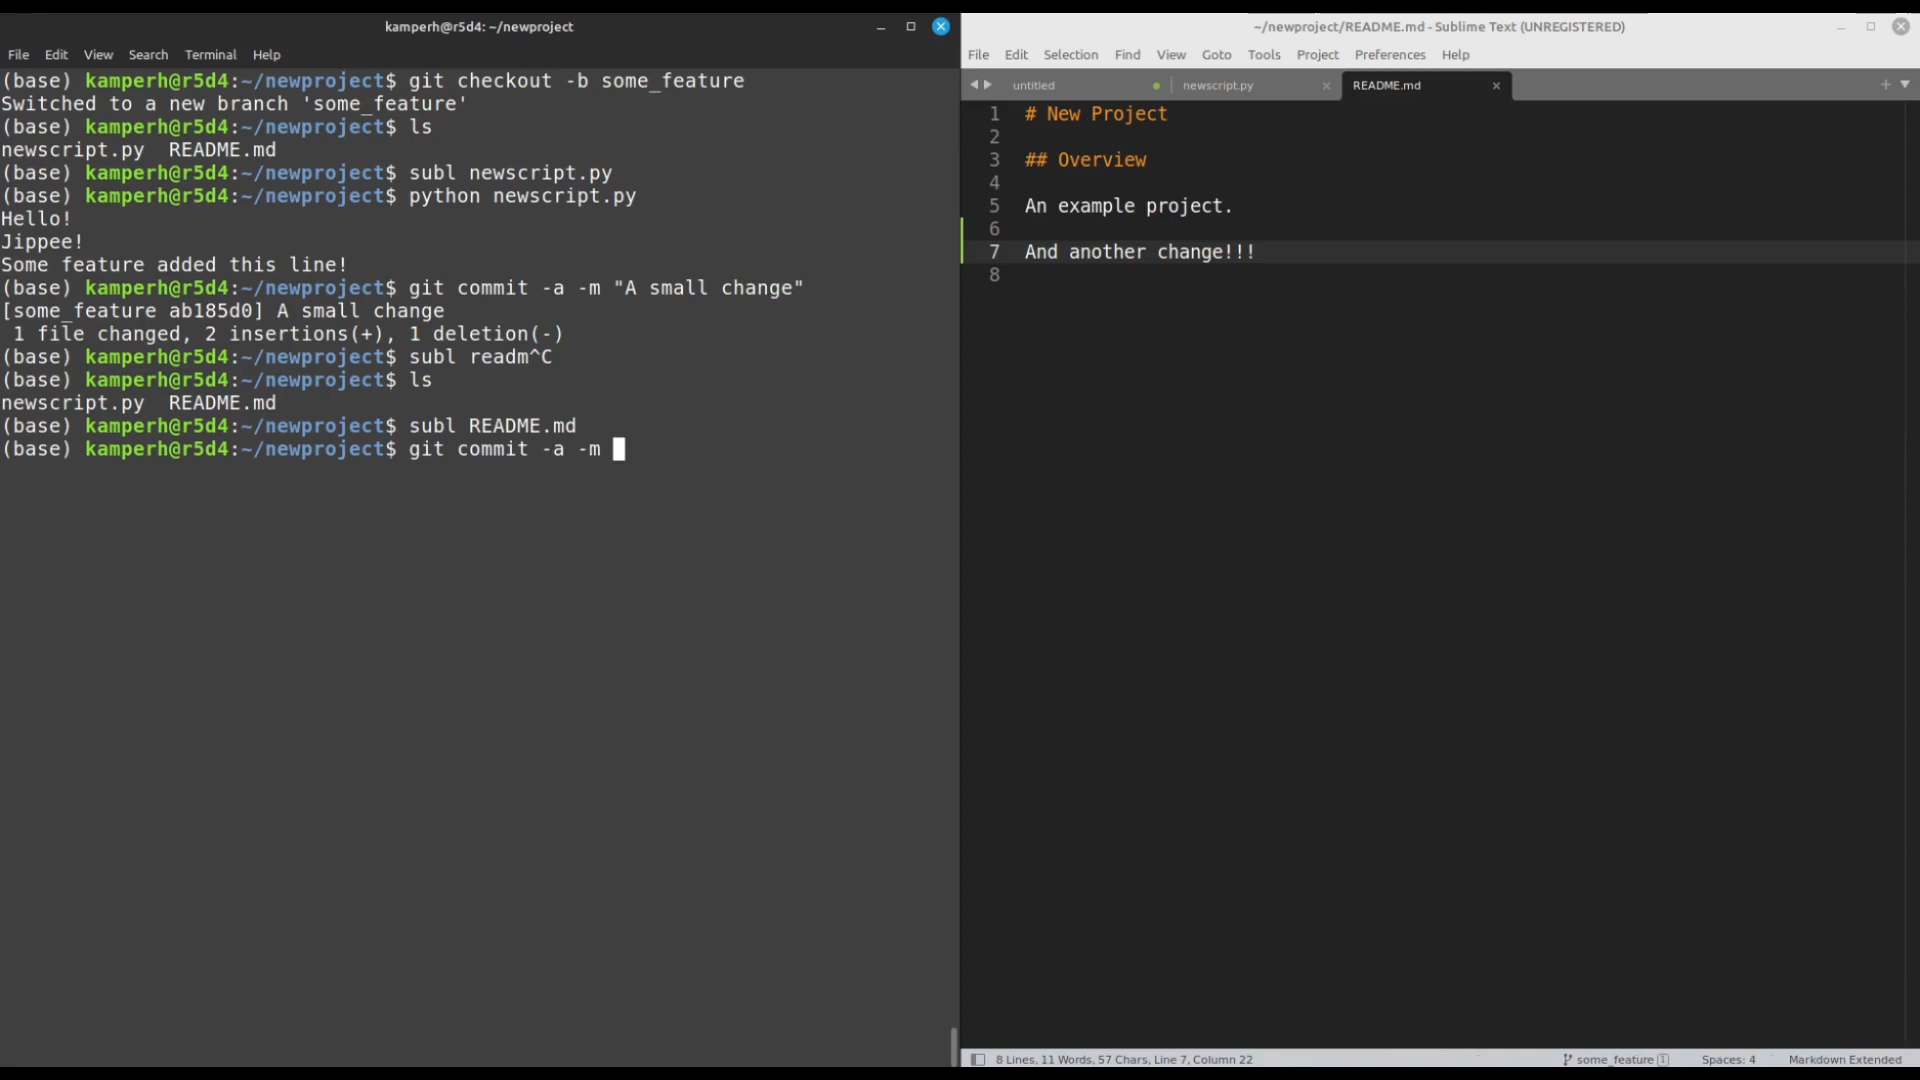 kamperh@r5d4: ~/newproject
File Edit View Search Terminal Help
(base) kamperh@r5d4:~/newproject$ git checkout -b some_feature
Switched to a new branch 'some_feature'
(base) kamperh@r5d4:~/newproject$ ls
newscript.py  README.md
(base) kamperh@r5d4:~/newproject$ subl newscript.py
(base) kamperh@r5d4:~/newproject$ python newscript.py
Hello!
Jippee!
Some feature added this line!
(base) kamperh@r5d4:~/newproject$ git commit -a -m "A small change"
[some_feature ab185d0] A small change
 1 file changed, 2 insertions(+), 1 deletion(-)
(base) kamperh@r5d4:~/newproject$ subl readm^C
(base) kamperh@r5d4:~/newproject$ ls
newscript.py  README.md
(base) kamperh@r5d4:~/newproject$ subl README.md
(base) kamperh@r5d4:~/newproject$ git commit -a -m
~/newproject/README.md - Sublime Text (UNREGISTERED)
File Edit Selection Find View Goto Tools Project Preferences Help
untitled newscript.py README.md
1 # New Project
2
3 ## Overview
4
5 An example project.
6
7 And another change!!!
8
8 Lines, 11 Words, 57 Chars, Line 7, Column 22 some_feature 1 Spaces: 4 Markdown Extended